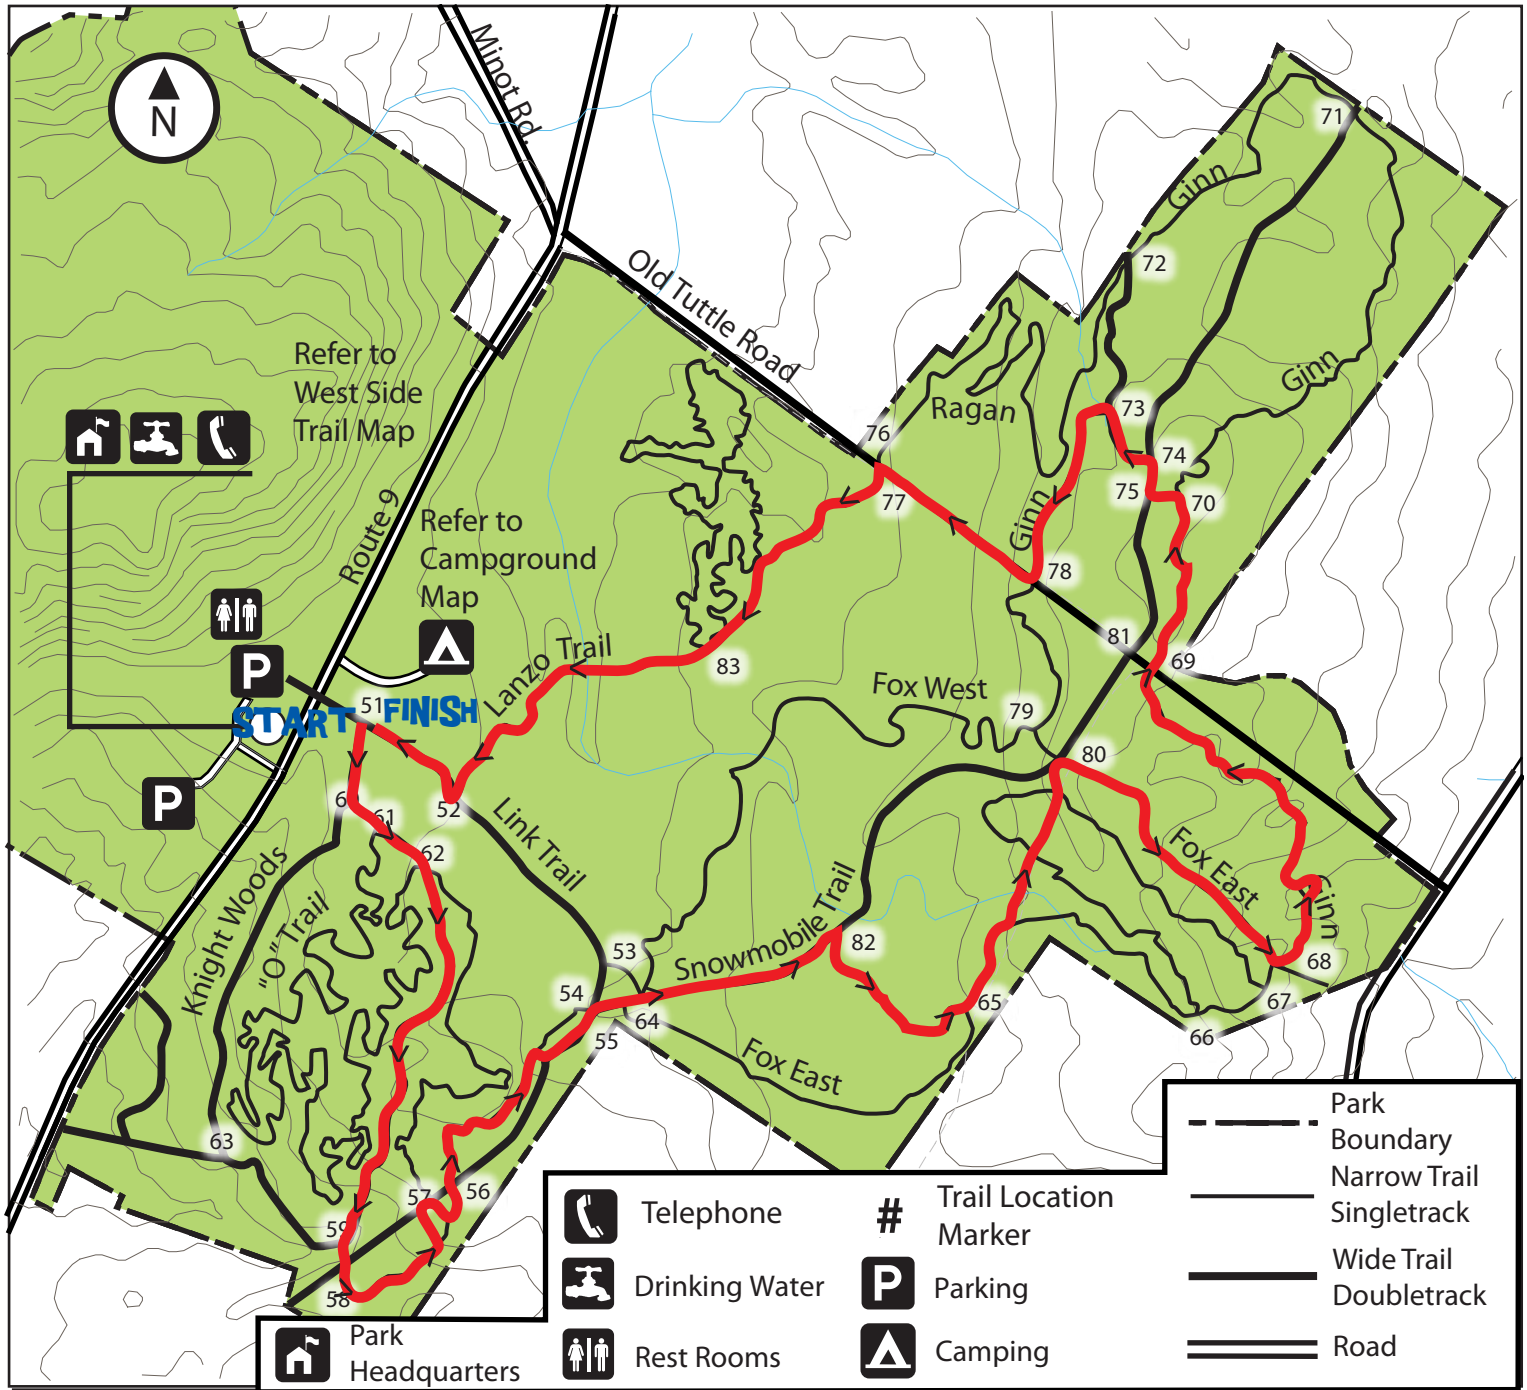 N
Minot Rd.
Old Tuttle Road
Refer to
West Side
Trail Map
Route 9
Refer to
Campground
Map
P
P
START
51
FINISH
Lanzo Trail
83
52
Link Trail
61
62
Knight Woods
"O" Trail
63
59
58
57
56
53
54
55
64
Snowmobile Trail
82
65
Fox East
Fox West
79
80
Fox East
Ginn
68
67
66
81
69
78
Ginn
77
76
Ragan
73
74
75
70
72
71
Ginn
Ginn
Telephone
Drinking Water
Rest Rooms
Park
Headquarters
#
Trail Location
Marker
P
Parking
Camping
Park
Boundary
Narrow Trail
Singletrack
Wide Trail
Doubletrack
Road